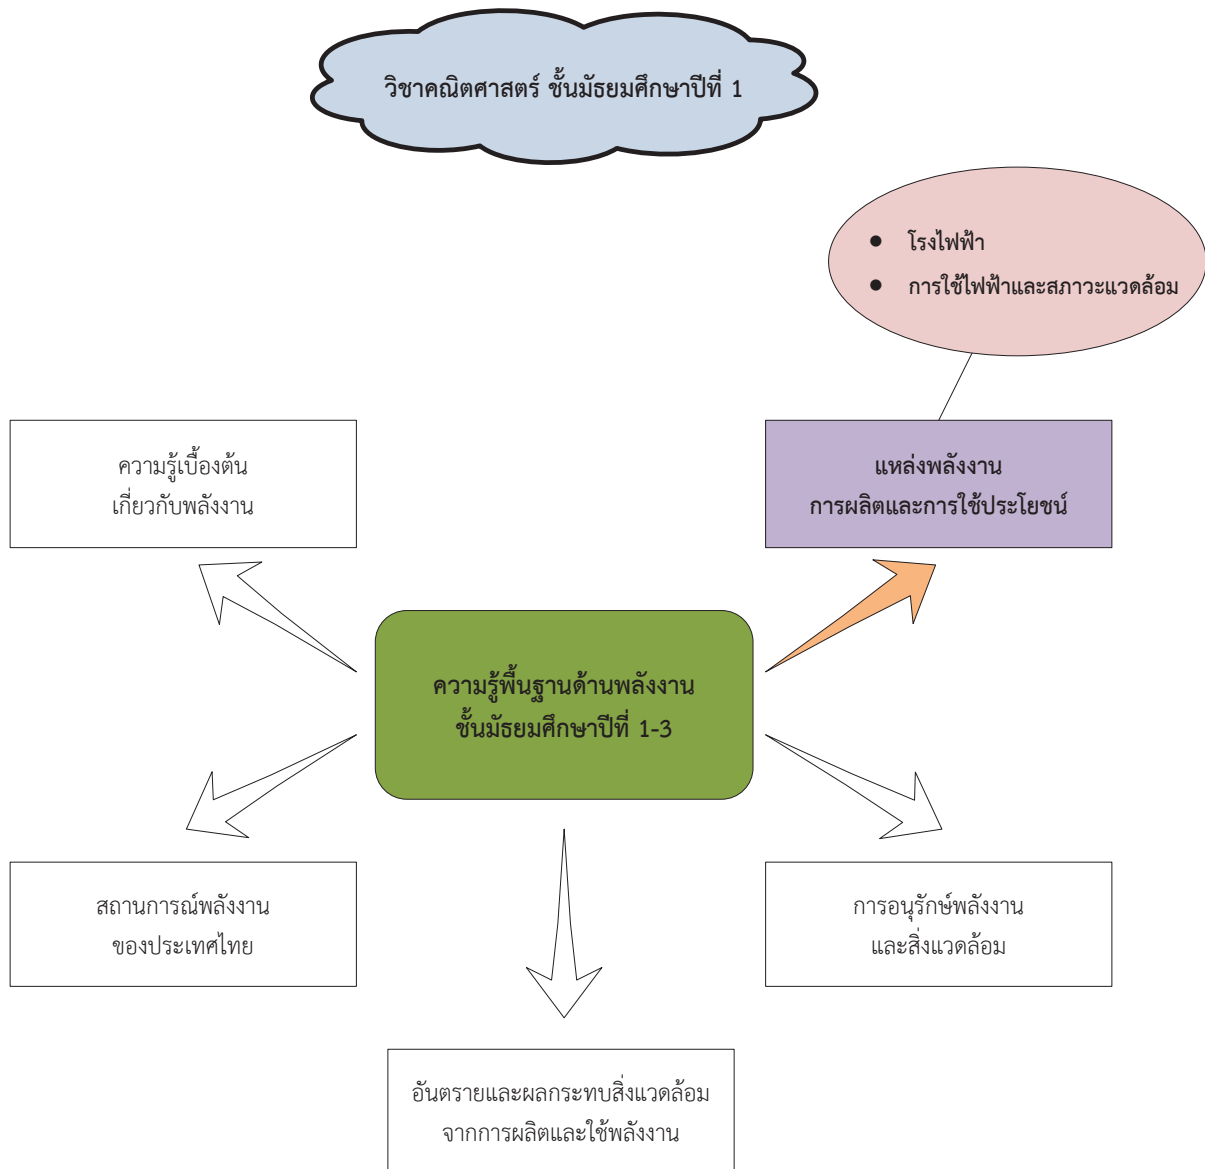 วิชาคณิตศาสตร์ ชั้นมัธยมศึกษาปีที่ 1
● โรงไฟฟ้า
● การใช้ไฟฟ้าและสภาวะแวดล้อม
ความรู้เบื้องต้น
เกี่ยวกับพลังงาน
แหล่งพลังงาน
การผลิตและการใช้ประโยชน์
ความรู้พื้นฐานด้านพลังงาน
ชั้นมัธยมศึกษาปีที่ 1-3
สถานการณ์พลังงาน
ของประเทศไทย
การอนุรักษ์พลังงาน
และสิ่งแวดล้อม
อันตรายและผลกระทบสิ่งแวดล้อม
จากการผลิตและใช้พลังงาน